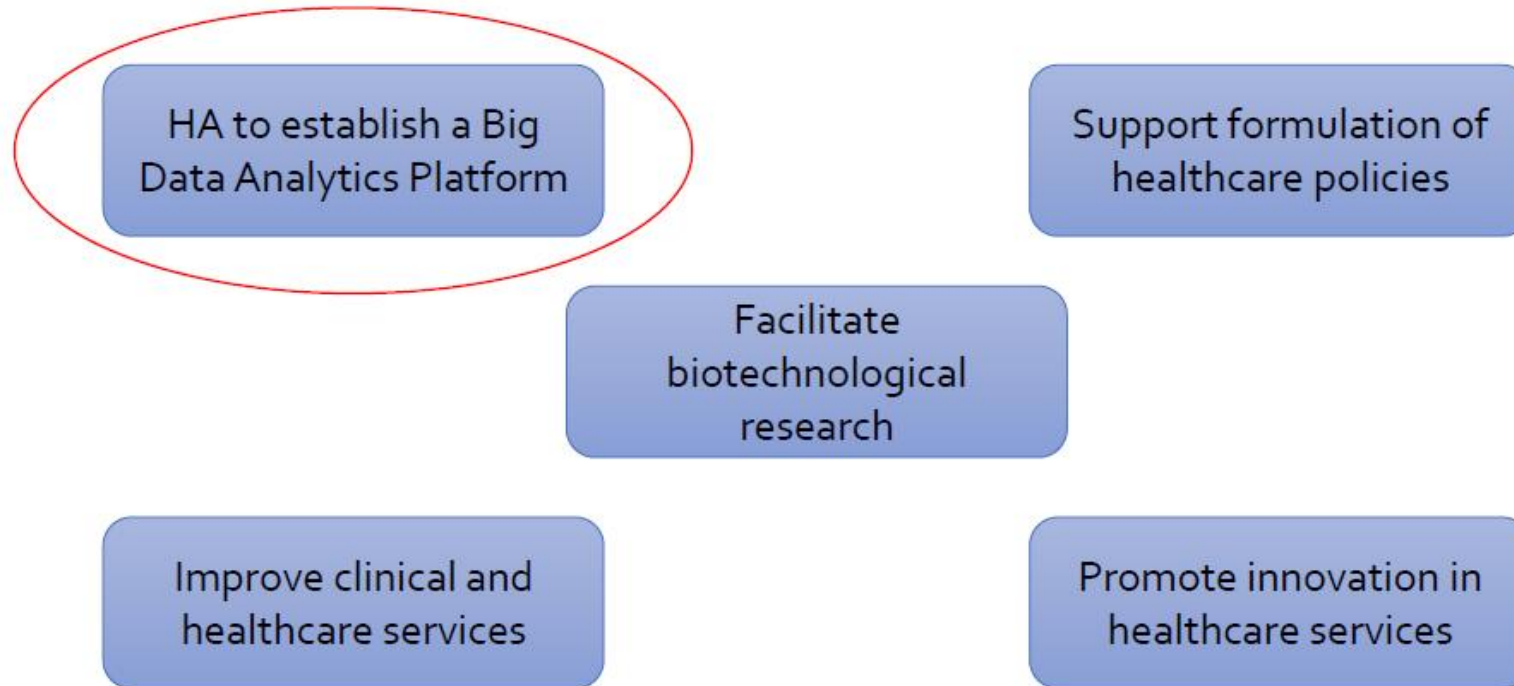 HA to establish a Big
Data Analytics Platform
Support formulation of
healthcare policies
Facilitate
biotechnological
research
Improve clinical and
healthcare services
Promote innovation in
healthcare services